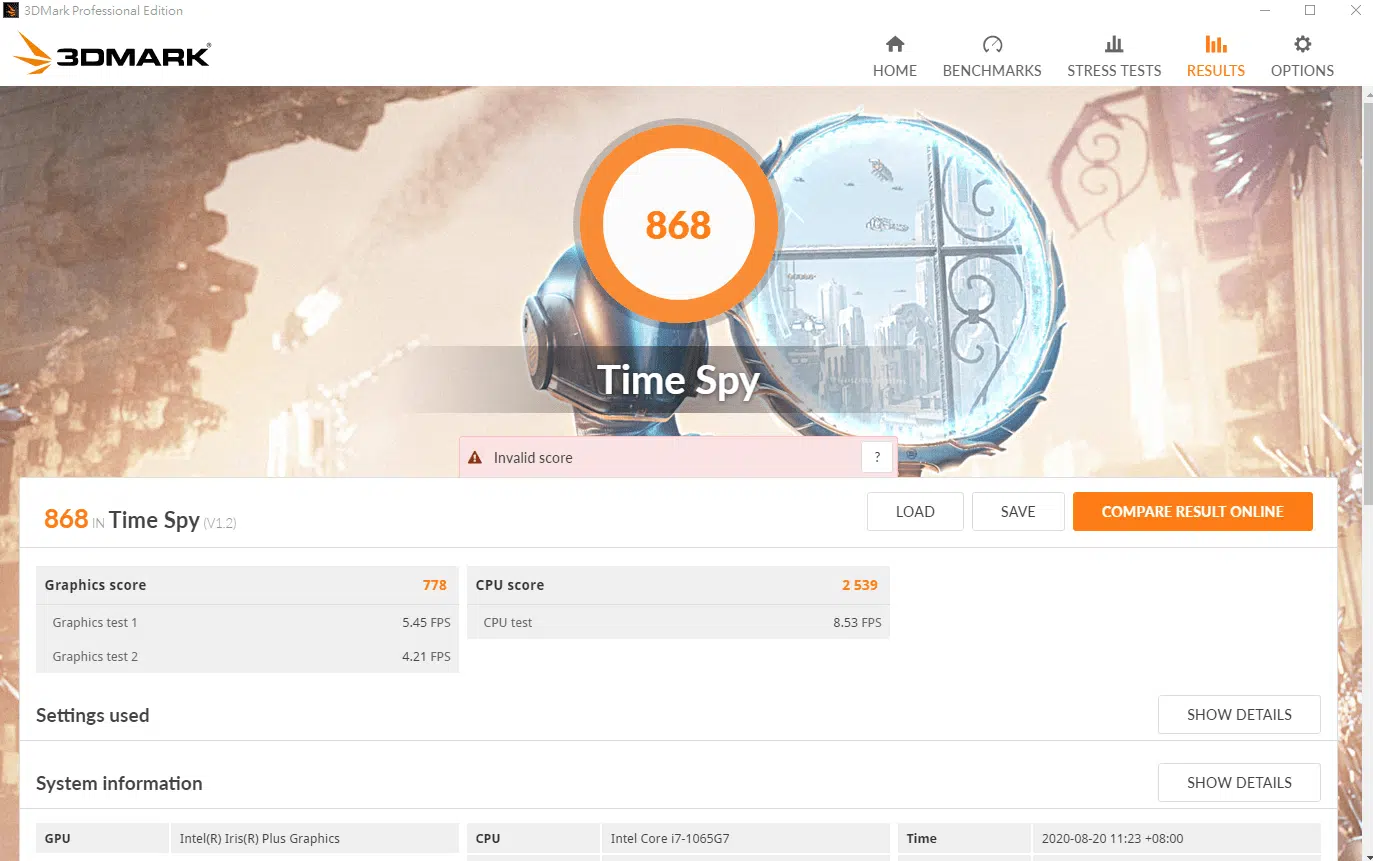 3DMark Professional Edition
3DMARK®
HOME BENCHMARKS STRESS TESTS RESULTS OPTIONS
868
Time Spy
Invalid score ?
868 IN Time Spy (V1.2) LOAD SAVE COMPARE RESULT ONLINE
Graphics score 778 CPU score 2 539
Graphics test 1 5.45 FPS CPU test 8.53 FPS
Graphics test 2 4.21 FPS
Settings used SHOW DETAILS
System information SHOW DETAILS
GPU Intel(R) Iris(R) Plus Graphics CPU Intel Core i7-1065G7 Time 2020-08-20 11:23 +08:00